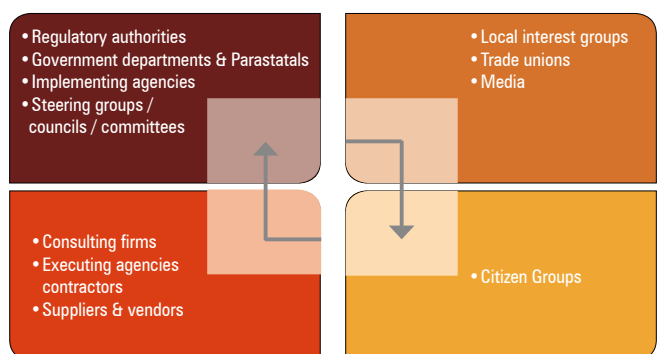 • Regulatory authorities
• Government departments & Parastatals
• Implementing agencies
• Steering groups /
councils / committees
• Local interest groups
• Trade unions
• Media
• Consulting firms
• Executing agencies
contractors
• Suppliers & vendors
• Citizen Groups